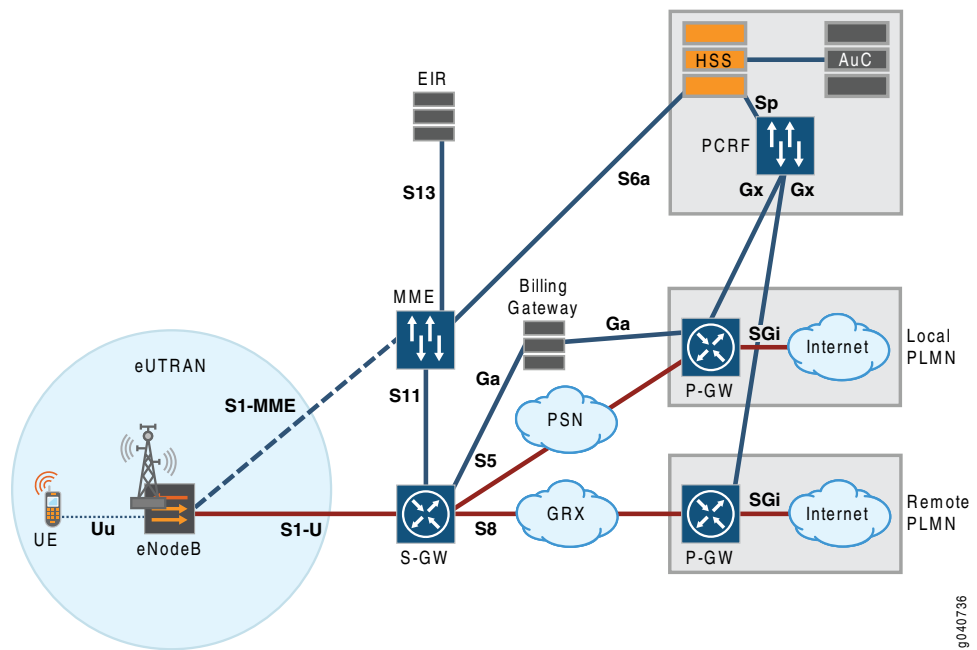 HSS
AuC
EIR
Sp
PCRF
S6a
Gx
Gx
S13
MME
Billing
Gateway
Ga
SGi
Internet
Local
PLMN
P-GW
eUTRAN
S1-MME
S11
Ga
PSN
S5
UE
Uu
eNodeB
S1-U
S-GW
S8
GRX
P-GW
SGi
Internet
Remote
PLMN
g040736